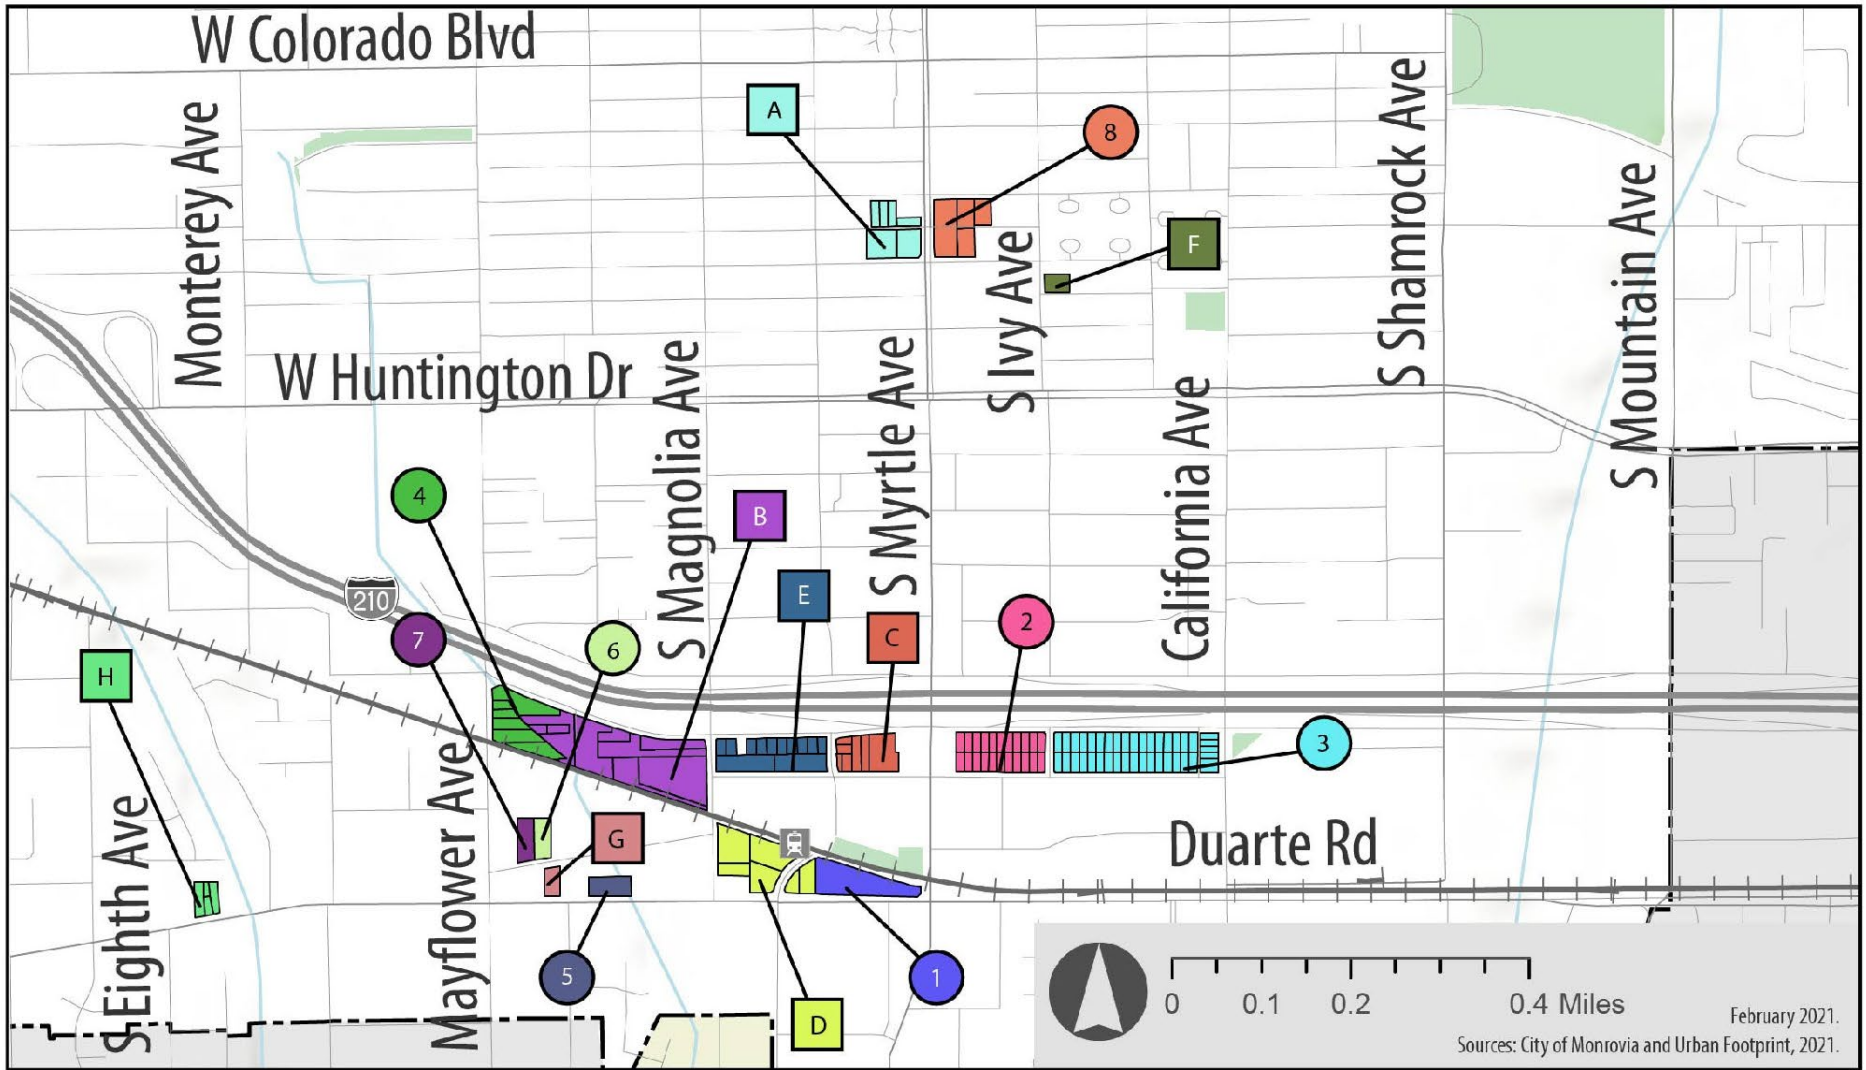 W Colorado Blvd
Monterey Ave
A
8
S Shamrock Ave
S Mountain Ave
F
S Ivy Ave
W Huntington Dr
S Magnolia Ave
S Myrtle Ave
California Ave
4
B
210
E
7
6
C
2
H
3
G
Duarte Rd
S Eighth Ave
Mayflower Ave
5
1
D
0 0.1 0.2 0.4 Miles
February 2021.
Sources: City of Monrovia and Urban Footprint, 2021.